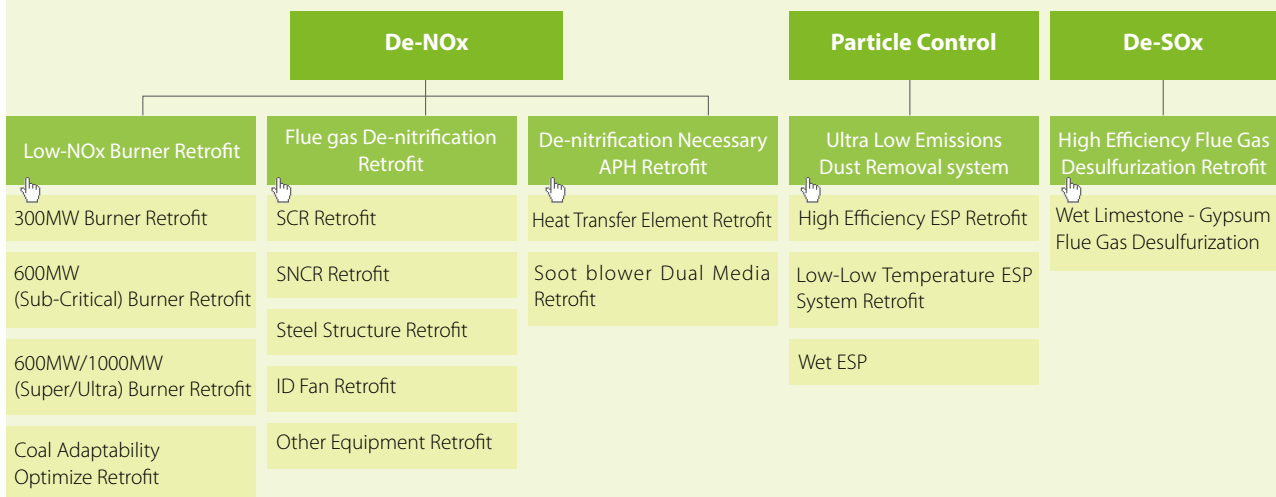 De-NOx
Particle Control
De-SOx
Low-NOx Burner Retrofit
Flue gas De-nitrification
Retrofit
De-nitrification Necessary
APH Retrofit
Ultra Low Emissions
Dust Removal system
High Efficiency Flue Gas
Desulfurization Retrofit
300MW Burner Retrofit
600MW
(Sub-Critical) Burner Retrofit
600MW/1000MW
(Super/Ultra) Burner Retrofit
Coal Adaptability
Optimize Retrofit
SCR Retrofit
SNCR Retrofit
Steel Structure Retrofit
ID Fan Retrofit
Other Equipment Retrofit
Heat Transfer Element Retrofit
Soot blower Dual Media
Retrofit
High Efficiency ESP Retrofit
Low-Low Temperature ESP
System Retrofit
Wet ESP
Wet Limestone - Gypsum
Flue Gas Desulfurization